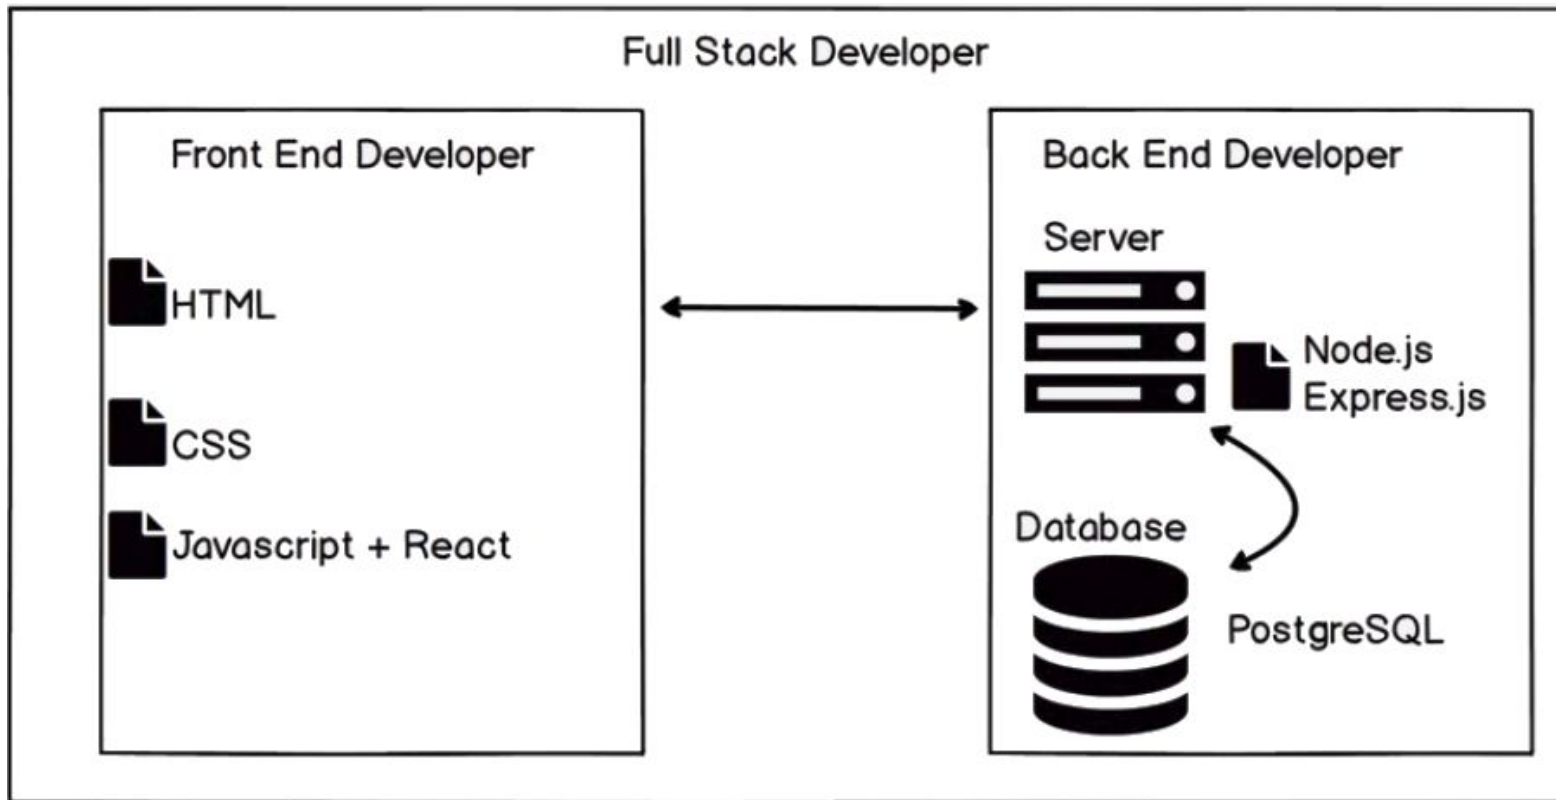 Full Stack Developer
Front End Developer
HTML
CSS
Javascript + React
Back End Developer
Server
Node.js
Express.js
Database
PostgreSQL